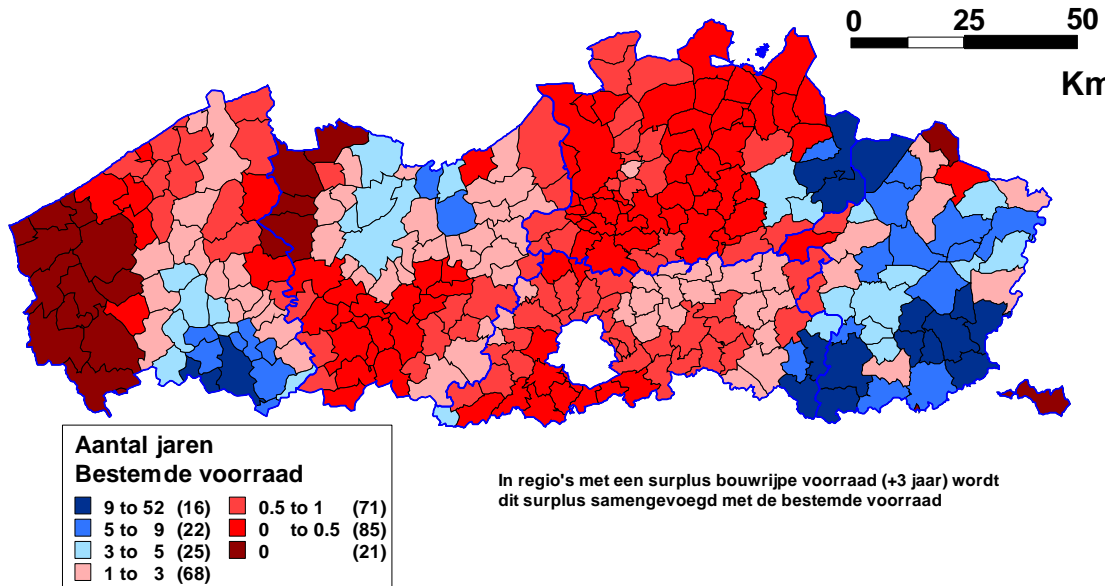 0 25 50
Km
Aantal jaren
Bestemde voorraad
9 to 52 (16)
5 to 9 (22)
3 to 5 (25)
1 to 3 (68)
0.5 to 1 (71)
0 to 0.5 (85)
0 (21)
In regio's met een surplus bouwrijpe voorraad (+3 jaar) wordt
dit surplus samengevoegd met de bestemde voorraad